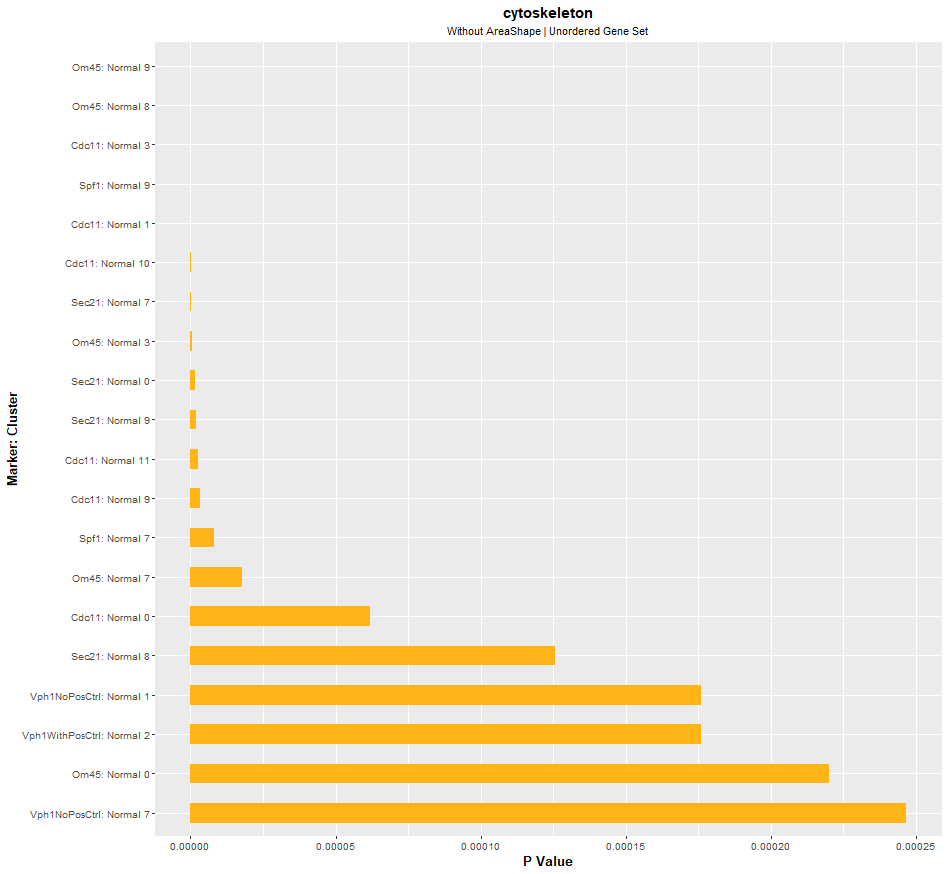 cytoskeleton
Without AreaShape | Unordered Gene Set
Marker: Cluster
Om45: Normal 9
Om45: Normal 8
Cdc11: Normal 3
Spf1: Normal 9
Cdc11: Normal 1
Cdc11: Normal 10
Sec21: Normal 7
Om45: Normal 3
Sec21: Normal 0
Sec21: Normal 9
Cdc11: Normal 11
Cdc11: Normal 9
Spf1: Normal 7
Om45: Normal 7
Cdc11: Normal 0
Sec21: Normal 8
Vph1NoPosCtrl: Normal 1
Vph1WithPosCtrl: Normal 2
Om45: Normal 0
Vph1NoPosCtrl: Normal 7
0.00000 0.00005 0.00010 0.00015 0.00020 0.00025
P Value